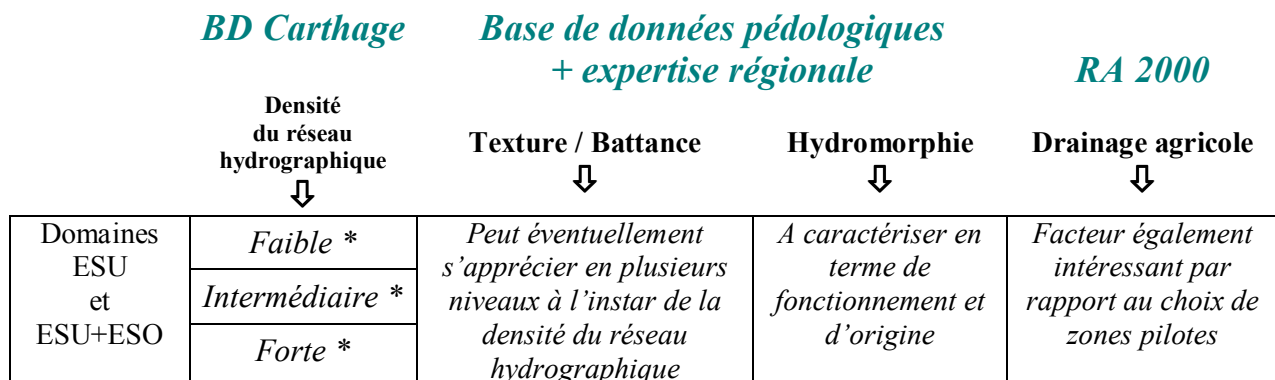 BD Carthage
Base de données pédologiques
+ expertise régionale
RA 2000
Densité
du réseau
hydrographique
Texture / Battance
Hydromorphie
Drainage agricole
Domaines
ESU
et
ESU+ESO
Faible *
Intermédiaire *
Forte *
Peut éventuellement
s'apprécier en plusieurs
niveaux à l'instar de la
densité du réseau
hydrographique
A caractériser en
terme de
fonctionnement et
d'origine
Facteur également
intéressant par
rapport au choix de
zones pilotes